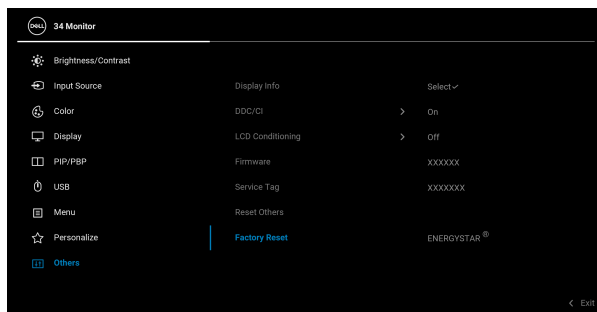 DELL 34 Monitor
Brightness/Contrast
Input Source Display Info Select✓
Color DDC/CI > On
Display LCD Conditioning > Off
PIP/PBP Firmware XXXXXX
USB Service Tag XXXXXXX
Menu Reset Others
Personalize Factory Reset ENERGYSTAR ®
Others
< Exit